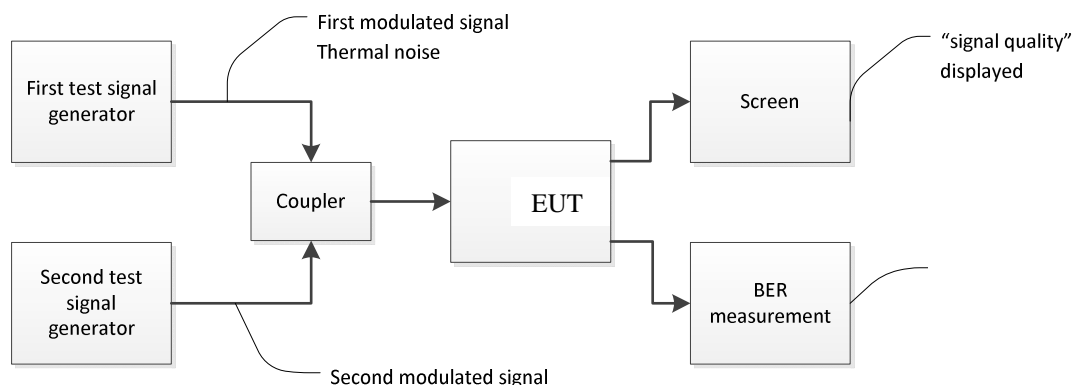 First modulated signal
Thermal noise
First test signal
generator
Screen
“signal quality”
displayed
Coupler
EUT
Second test
signal
generator
BER
measurement
Second modulated signal